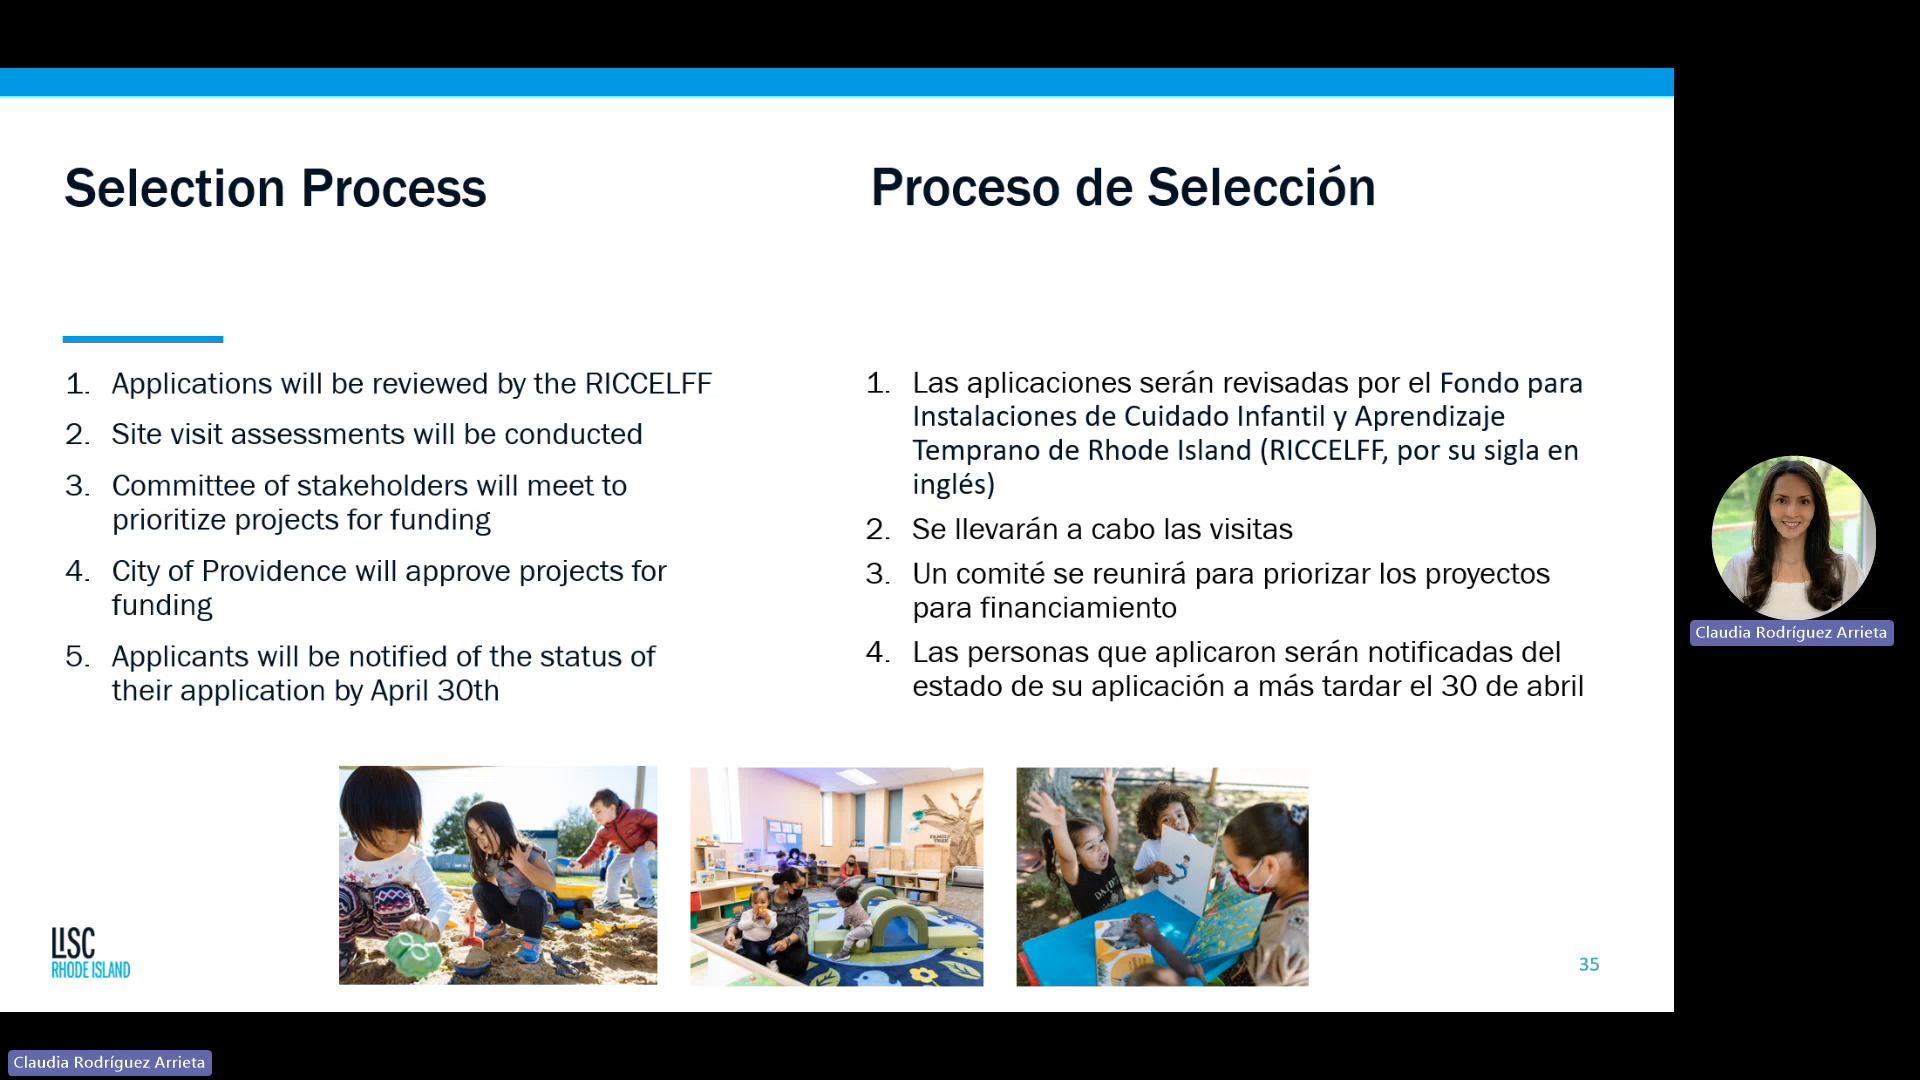 Selection Process
1. Applications will be reviewed by the RICCELFF
2. Site visit assessments will be conducted
3. Committee of stakeholders will meet to
prioritize projects for funding
4. City of Providence will approve projects for
funding
5. Applicants will be notified of the status of
their application by April 30th
Proceso de Selección
1. Las aplicaciones serán revisadas por el Fondo para
Instalaciones de Cuidado Infantil y Aprendizaje
Temprano de Rhode Island (RICCELFF, por su sigla en
inglés)
2. Se llevarán a cabo las visitas
3. Un comité se reunirá para priorizar los proyectos
para financiamiento
4. Las personas que aplicaron serán notificadas del
estado de su aplicación a más tardar el 30 de abril
FAMILY
TREE
LISC
RHODE ISLAND
35
Claudia Rodríguez Arrieta
Claudia Rodríguez Arrieta